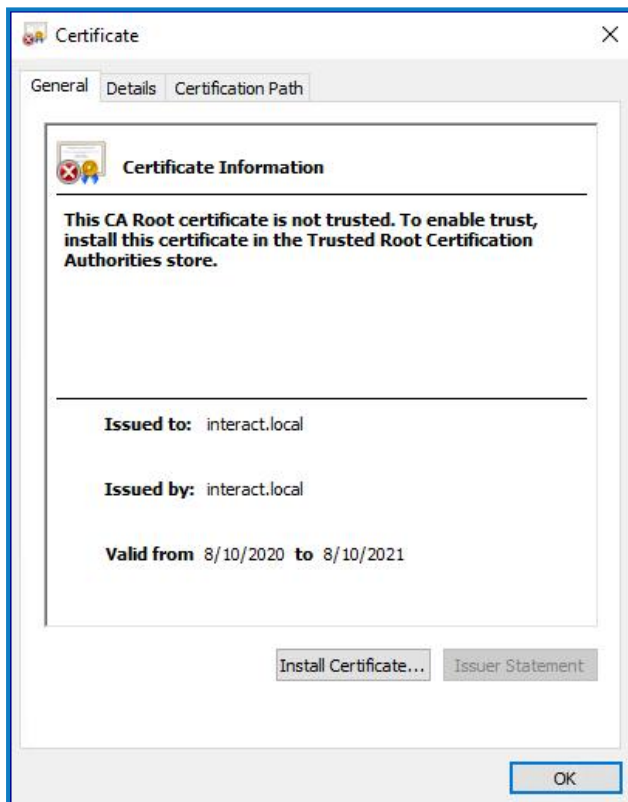 Certificate
General Details Certification Path
Certificate Information
This CA Root certificate is not trusted. To enable trust,
install this certificate in the Trusted Root Certification
Authorities store.
Issued to: interact.local
Issued by: interact.local
Valid from 8/10/2020 to 8/10/2021
Install Certificate... Issuer Statement
OK